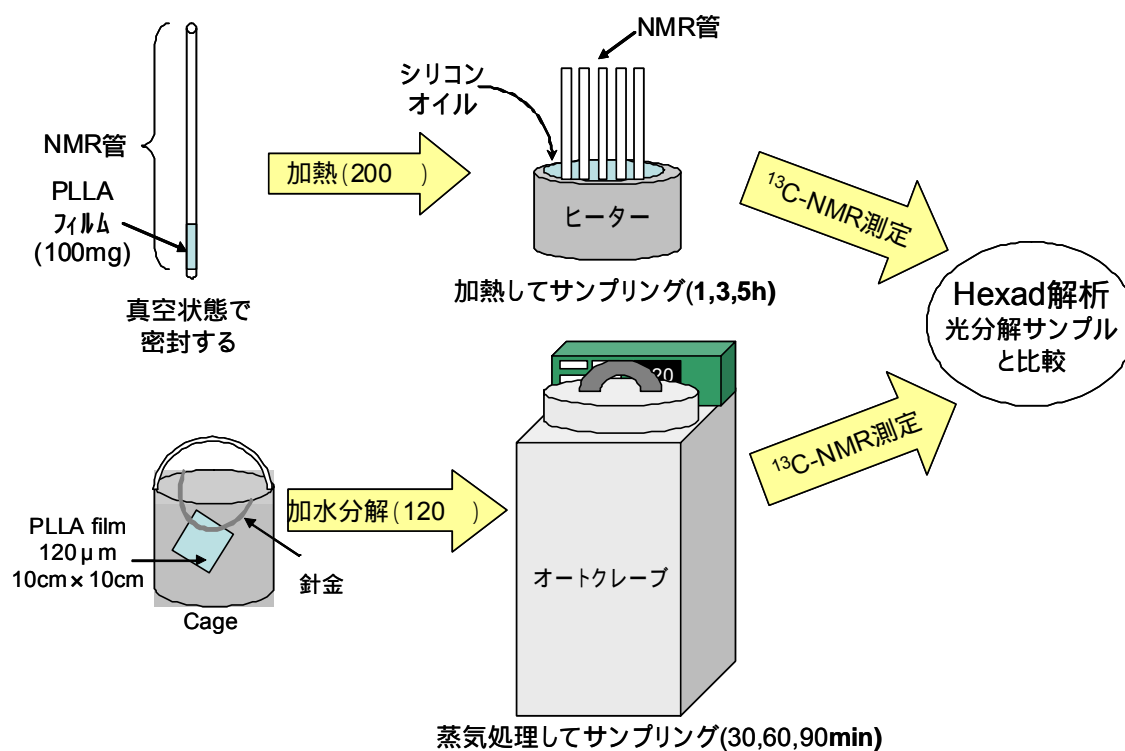 NMR管
PLLA
フィルム
(100mg)
真空状態で
密封する
加熱(200　)
シリコン
オイル
NMR管
ヒーター
加熱してサンプリング(1,3,5h)
¹³C-NMR測定
PLLA film
120μm
10cm×10cm
針金
Cage
加水分解(120　)
20
オートクレーブ
蒸気処理してサンプリング(30,60,90min)
¹³C-NMR測定
Hexad解析
光分解サンプル
と比較